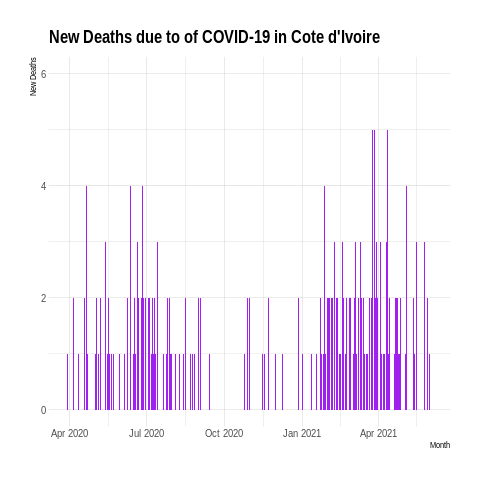 New Deaths due to of COVID-19 in Cote d'Ivoire
New Deaths
6
4
2
0
Apr 2020 Jul 2020 Oct 2020 Jan 2021 Apr 2021
Month